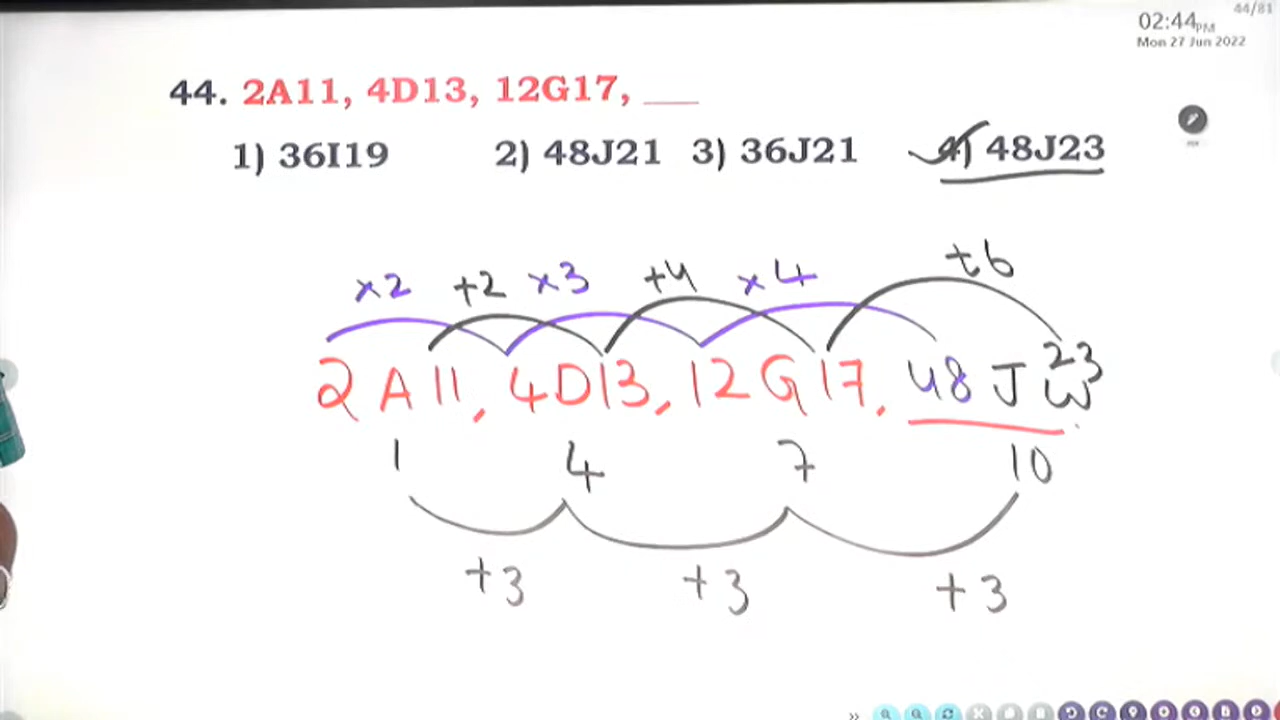 44/81
02:44PM
Mon 27 Jun 2022
44. 2A11, 4D13, 12G17, ___
1) 36I19 2) 48J21 3) 36J21 4) 48J23
×2 +2 ×3 +4 ×4 +6
2 A 11, 4D13, 12 G 17, 48 J W 23
1 4 7 10
+3 +3 +3